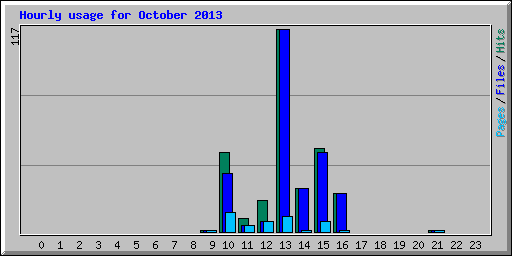 Hourly usage for October 2013
117
Pages/Files/Hits
0 1 2 3 4 5 6 7 8 9 10 11 12 13 14 15 16 17 18 19 20 21 22 23